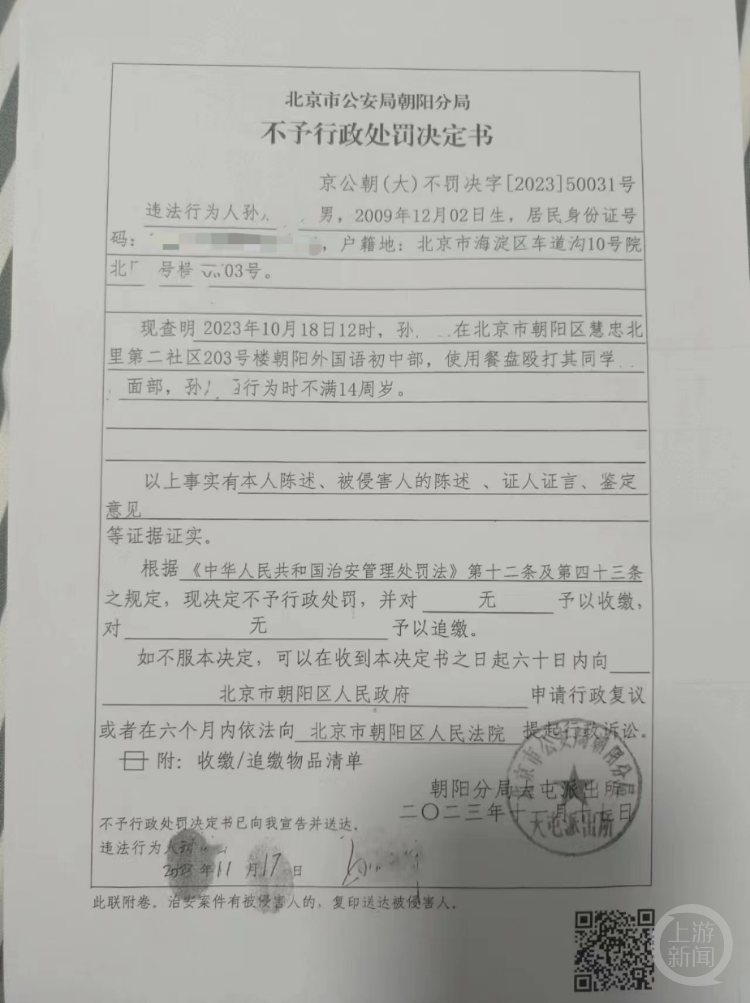 北京市公安局朝阳分局
不予行政处罚决定书
京公朝(大)不罚决字[2023]50031号
违法行为人孙 男，2009年12月02日生，居民身份证号
码： ，户籍地：北京市海淀区车道沟10号院
北 号楼 03号。
现查明 2023年10月18日12时，孙 在北京市朝阳区慧忠北
里第二社区203号楼朝阳外国语初中部，使用餐盘殴打其同学
面部，孙 行为时不满14周岁。
以上事实有本人陈述、被侵害人的陈述 、证人证言、鉴定
意见
等证据证实。
根据 《中华人民共和国治安管理处罚法》第十二条及第四十三条
之规定，现决定不予行政处罚，并对 无 予以收缴，
对 无 予以追缴。
如不服本决定，可以在收到本决定书之日起六十日内向
北京市朝阳区人民政府 申请行政复议
或者在六个月内依法向 北京市朝阳区人民法院 提起行政诉讼。
附：收缴/追缴物品清单
朝阳分局大屯派出所
二〇二三年十一月十七日
北京市公安局朝阳分局
大屯派出所
不予行政处罚决定书已向我宣告并送达。
违法行为人
2023年11月17日
此联附卷。治安案件有被侵害人的，复印送达被侵害人。
上游新闻